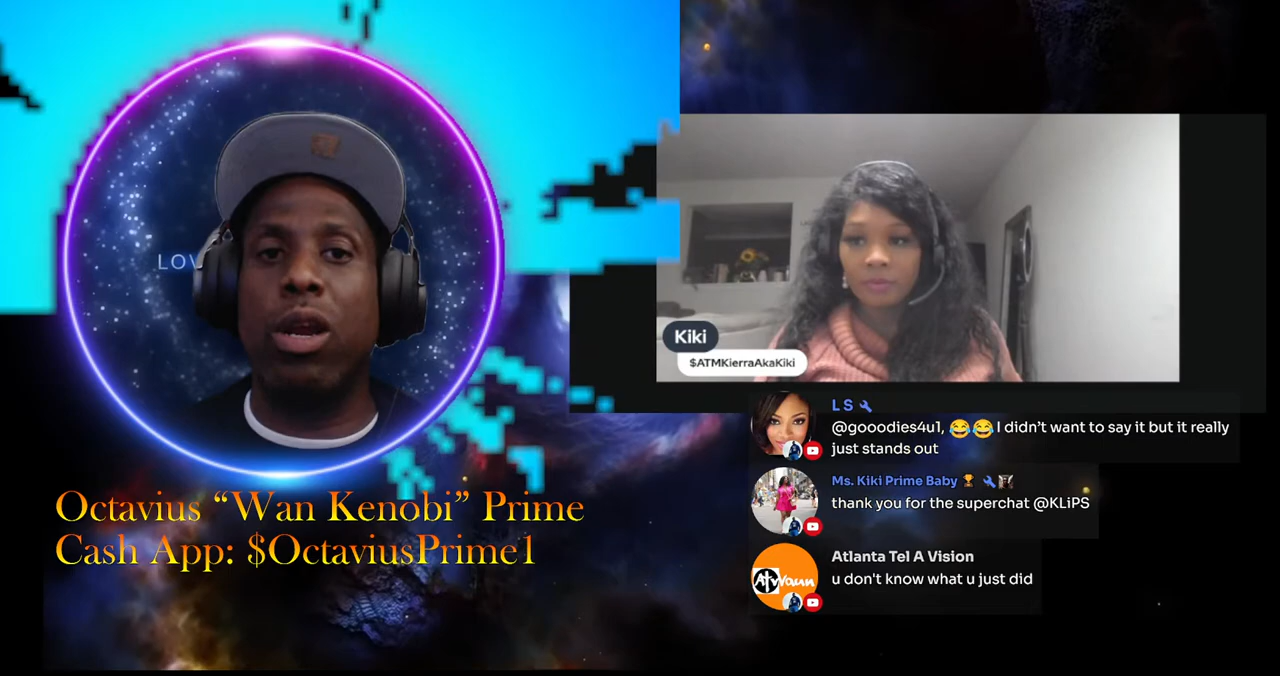 LOV
Kiki
$ATMKierraAkaKiki
L S
@gooodies4u1, 😂😂 I didn't want to say it but it really
just stands out
Ms. Kiki Prime Baby 🏆
thank you for the superchat @KLiPS
Atlanta Tel A Vision
u don't know what u just did
Octavius “Wan Kenobi” Prime
Cash App: $OctaviusPrime1